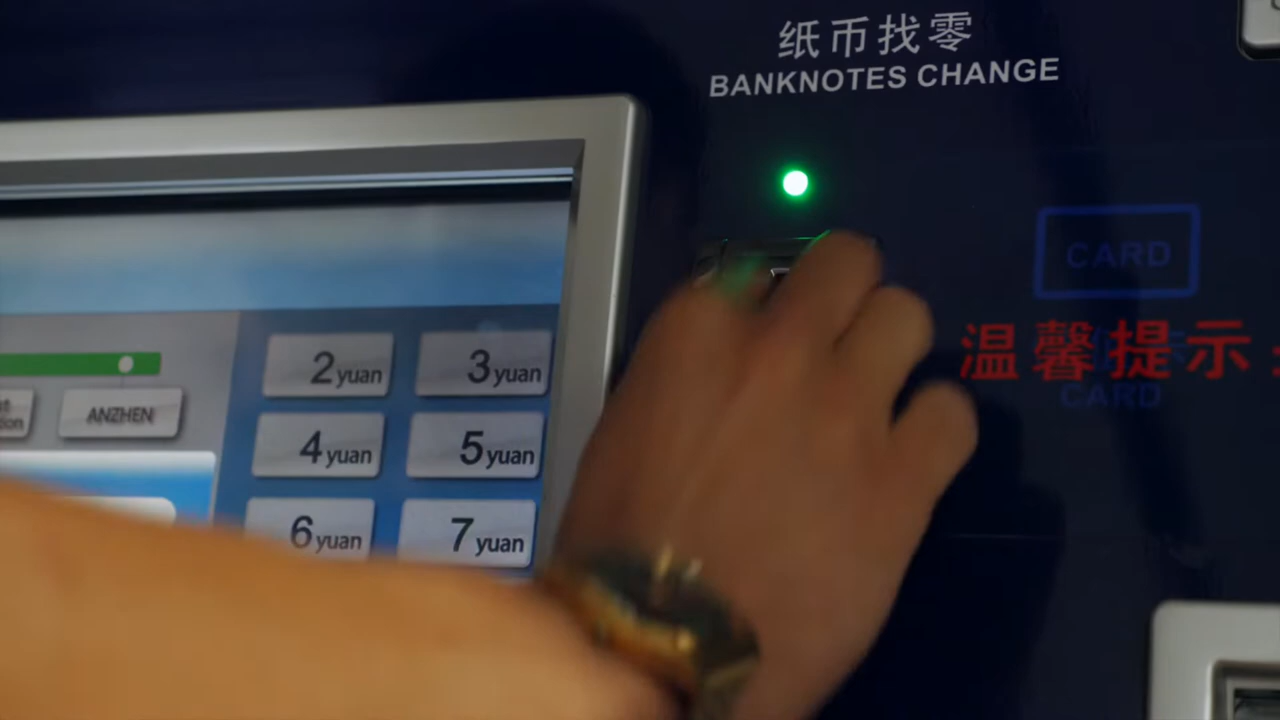 纸币找零
BANKNOTES CHANGE
CARD
温馨提示
CARD
ANZHEN
2 yuan
3 yuan
4 yuan
5 yuan
6 yuan
7 yuan